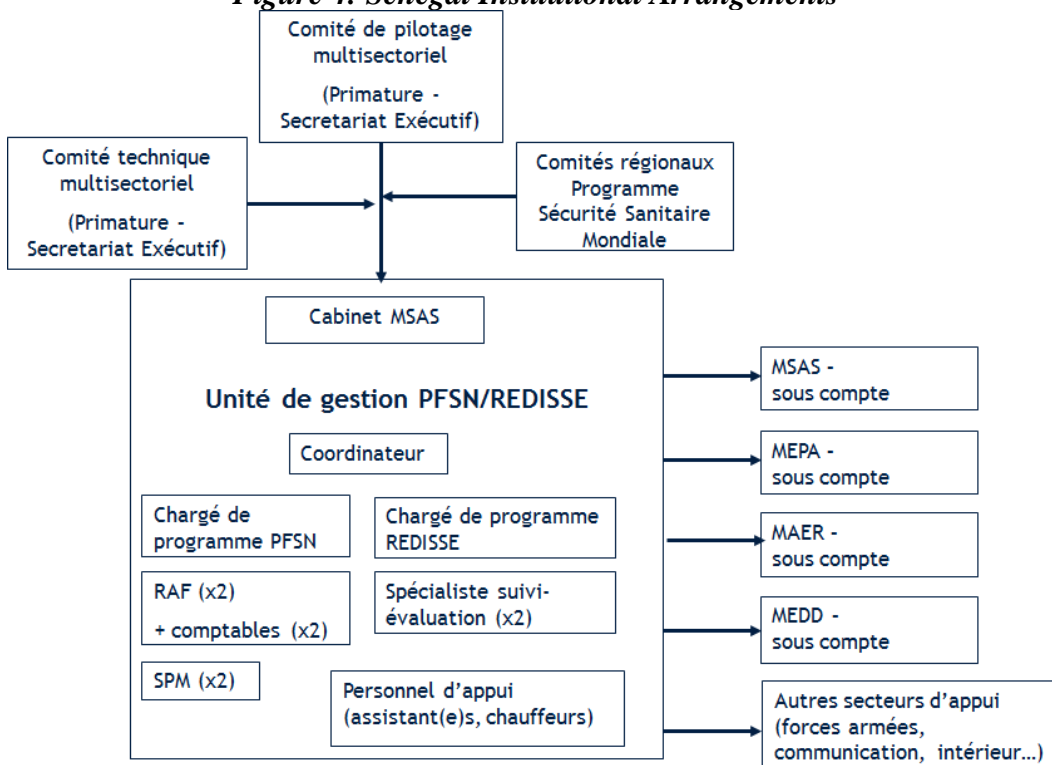 Figure 4: Senegal Institutional Arrangements
Comité de pilotage
multisectoriel
(Primature -
Secretariat Exécutif)
Comité technique
multisectoriel
(Primature -
Secretariat Exécutif)
Comités régionaux
Programme
Sécurité Sanitaire
Mondiale
Cabinet MSAS
Unité de gestion PFSN/REDISSE
Coordinateur
Chargé de
programme PFSN
Chargé de programme
REDISSE
RAF (x2)
+ comptables (x2)
Spécialiste suivi-
évaluation (x2)
SPM (x2)
Personnel d’appui
(assistant(e)s, chauffeurs)
MSAS -
sous compte
MEPA -
sous compte
MAER -
sous compte
MEDD -
sous compte
Autres secteurs d’appui
(forces armées,
communication, intérieur…)